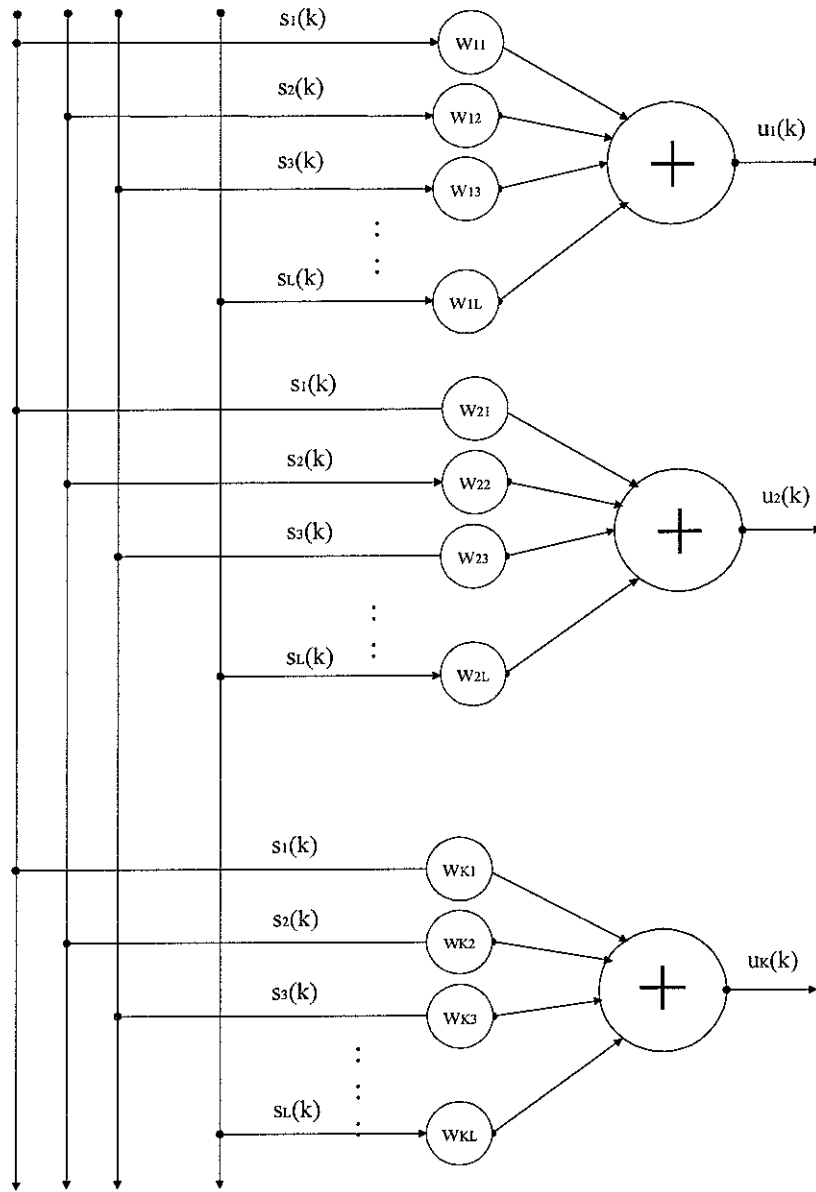 s1(k)
w11
s2(k)
w12
u1(k)
s3(k)
w13
sL(k)
w1L
s1(k)
w21
s2(k)
w22
u2(k)
s3(k)
w23
sL(k)
w2L
s1(k)
wK1
s2(k)
wK2
uK(k)
s3(k)
wK3
sL(k)
wKL